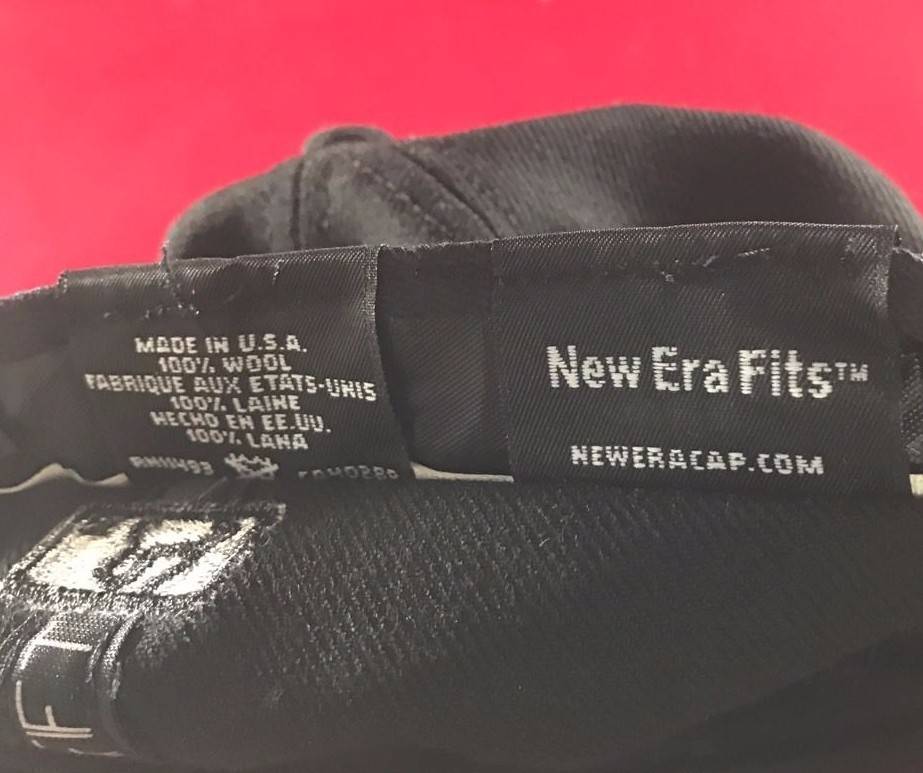 MADE IN U.S.A.
100% WOOL
FABRIQUE AUX ETATS-UNIS
100% LAINE
HECHO EN EE.UU.
100% LANA
New Era Fits™
NEWERACAP.COM